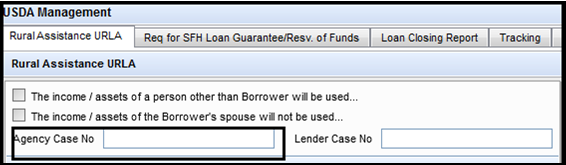 USDA Management
Rural Assistance URLA Req for SFH Loan Guarantee/Resv. of Funds Loan Closing Report Tracking
Rural Assistance URLA
The income / assets of a person other than Borrower will be used...
The income / assets of the Borrower's spouse will not be used...
Agency Case No Lender Case No